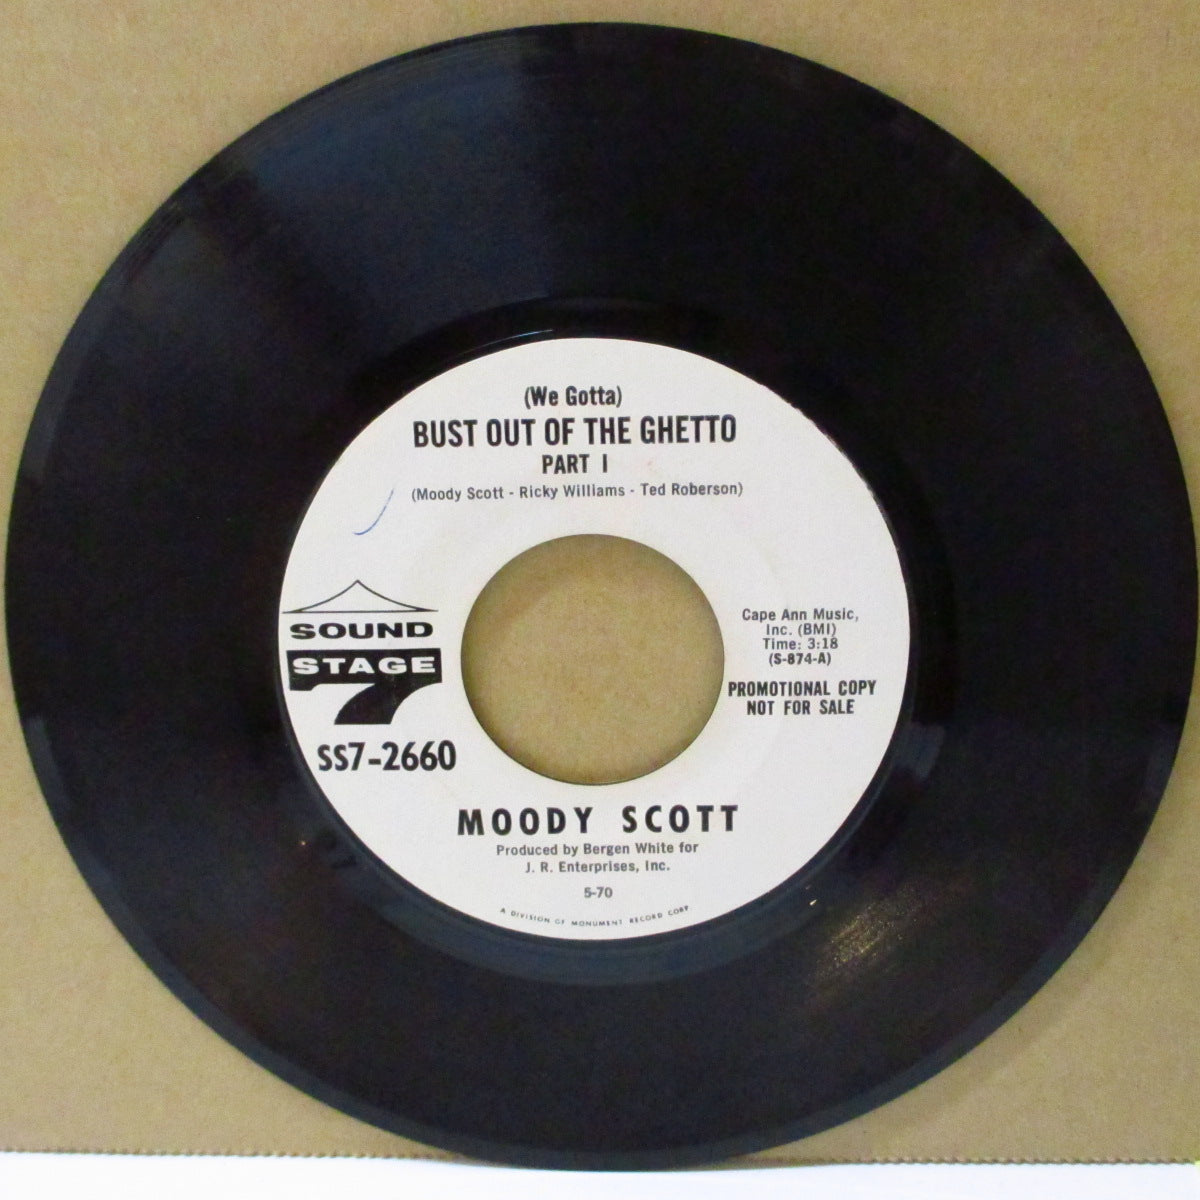 (We Gotta)
BUST OUT OF THE GHETTO
PART I
(Moody Scott - Ricky Williams - Ted Roberson)
SOUND
STAGE
7
SS7-2660
Cape Ann Music,
Inc. (BMI)
Time: 3:18
(S-874-A)
PROMOTIONAL COPY
NOT FOR SALE
MOODY SCOTT
Produced by Bergen White for
J. R. Enterprises, Inc.
5-70
A DIVISION OF MONUMENT RECORD CORP.